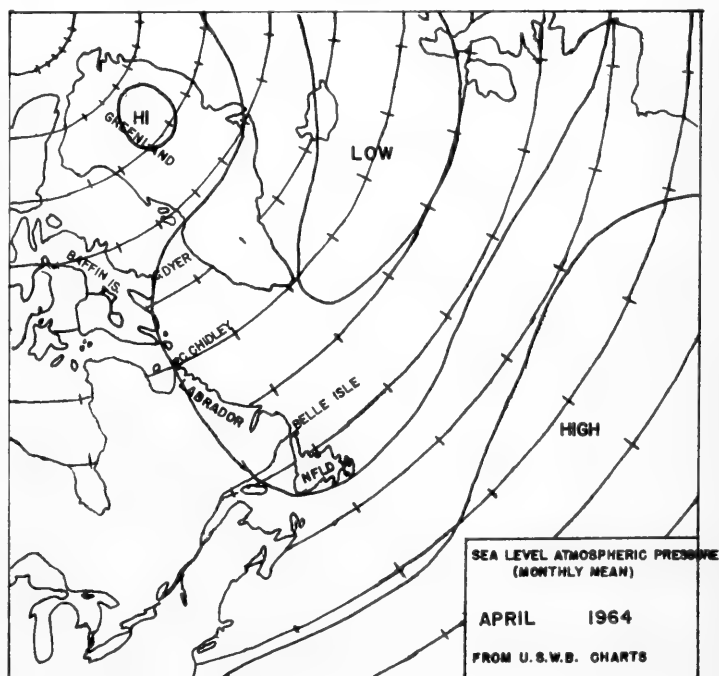 HI
GREENLAND
LOW
BAFFIN IS.
C. DYER
C. CHIDLEY
LABRADOR
BELLE ISLE
NFLD
HIGH
SEA LEVEL ATMOSPHERIC PRESSURE
(MONTHLY MEAN)
APRIL 1964
FROM U.S.W.B. CHARTS